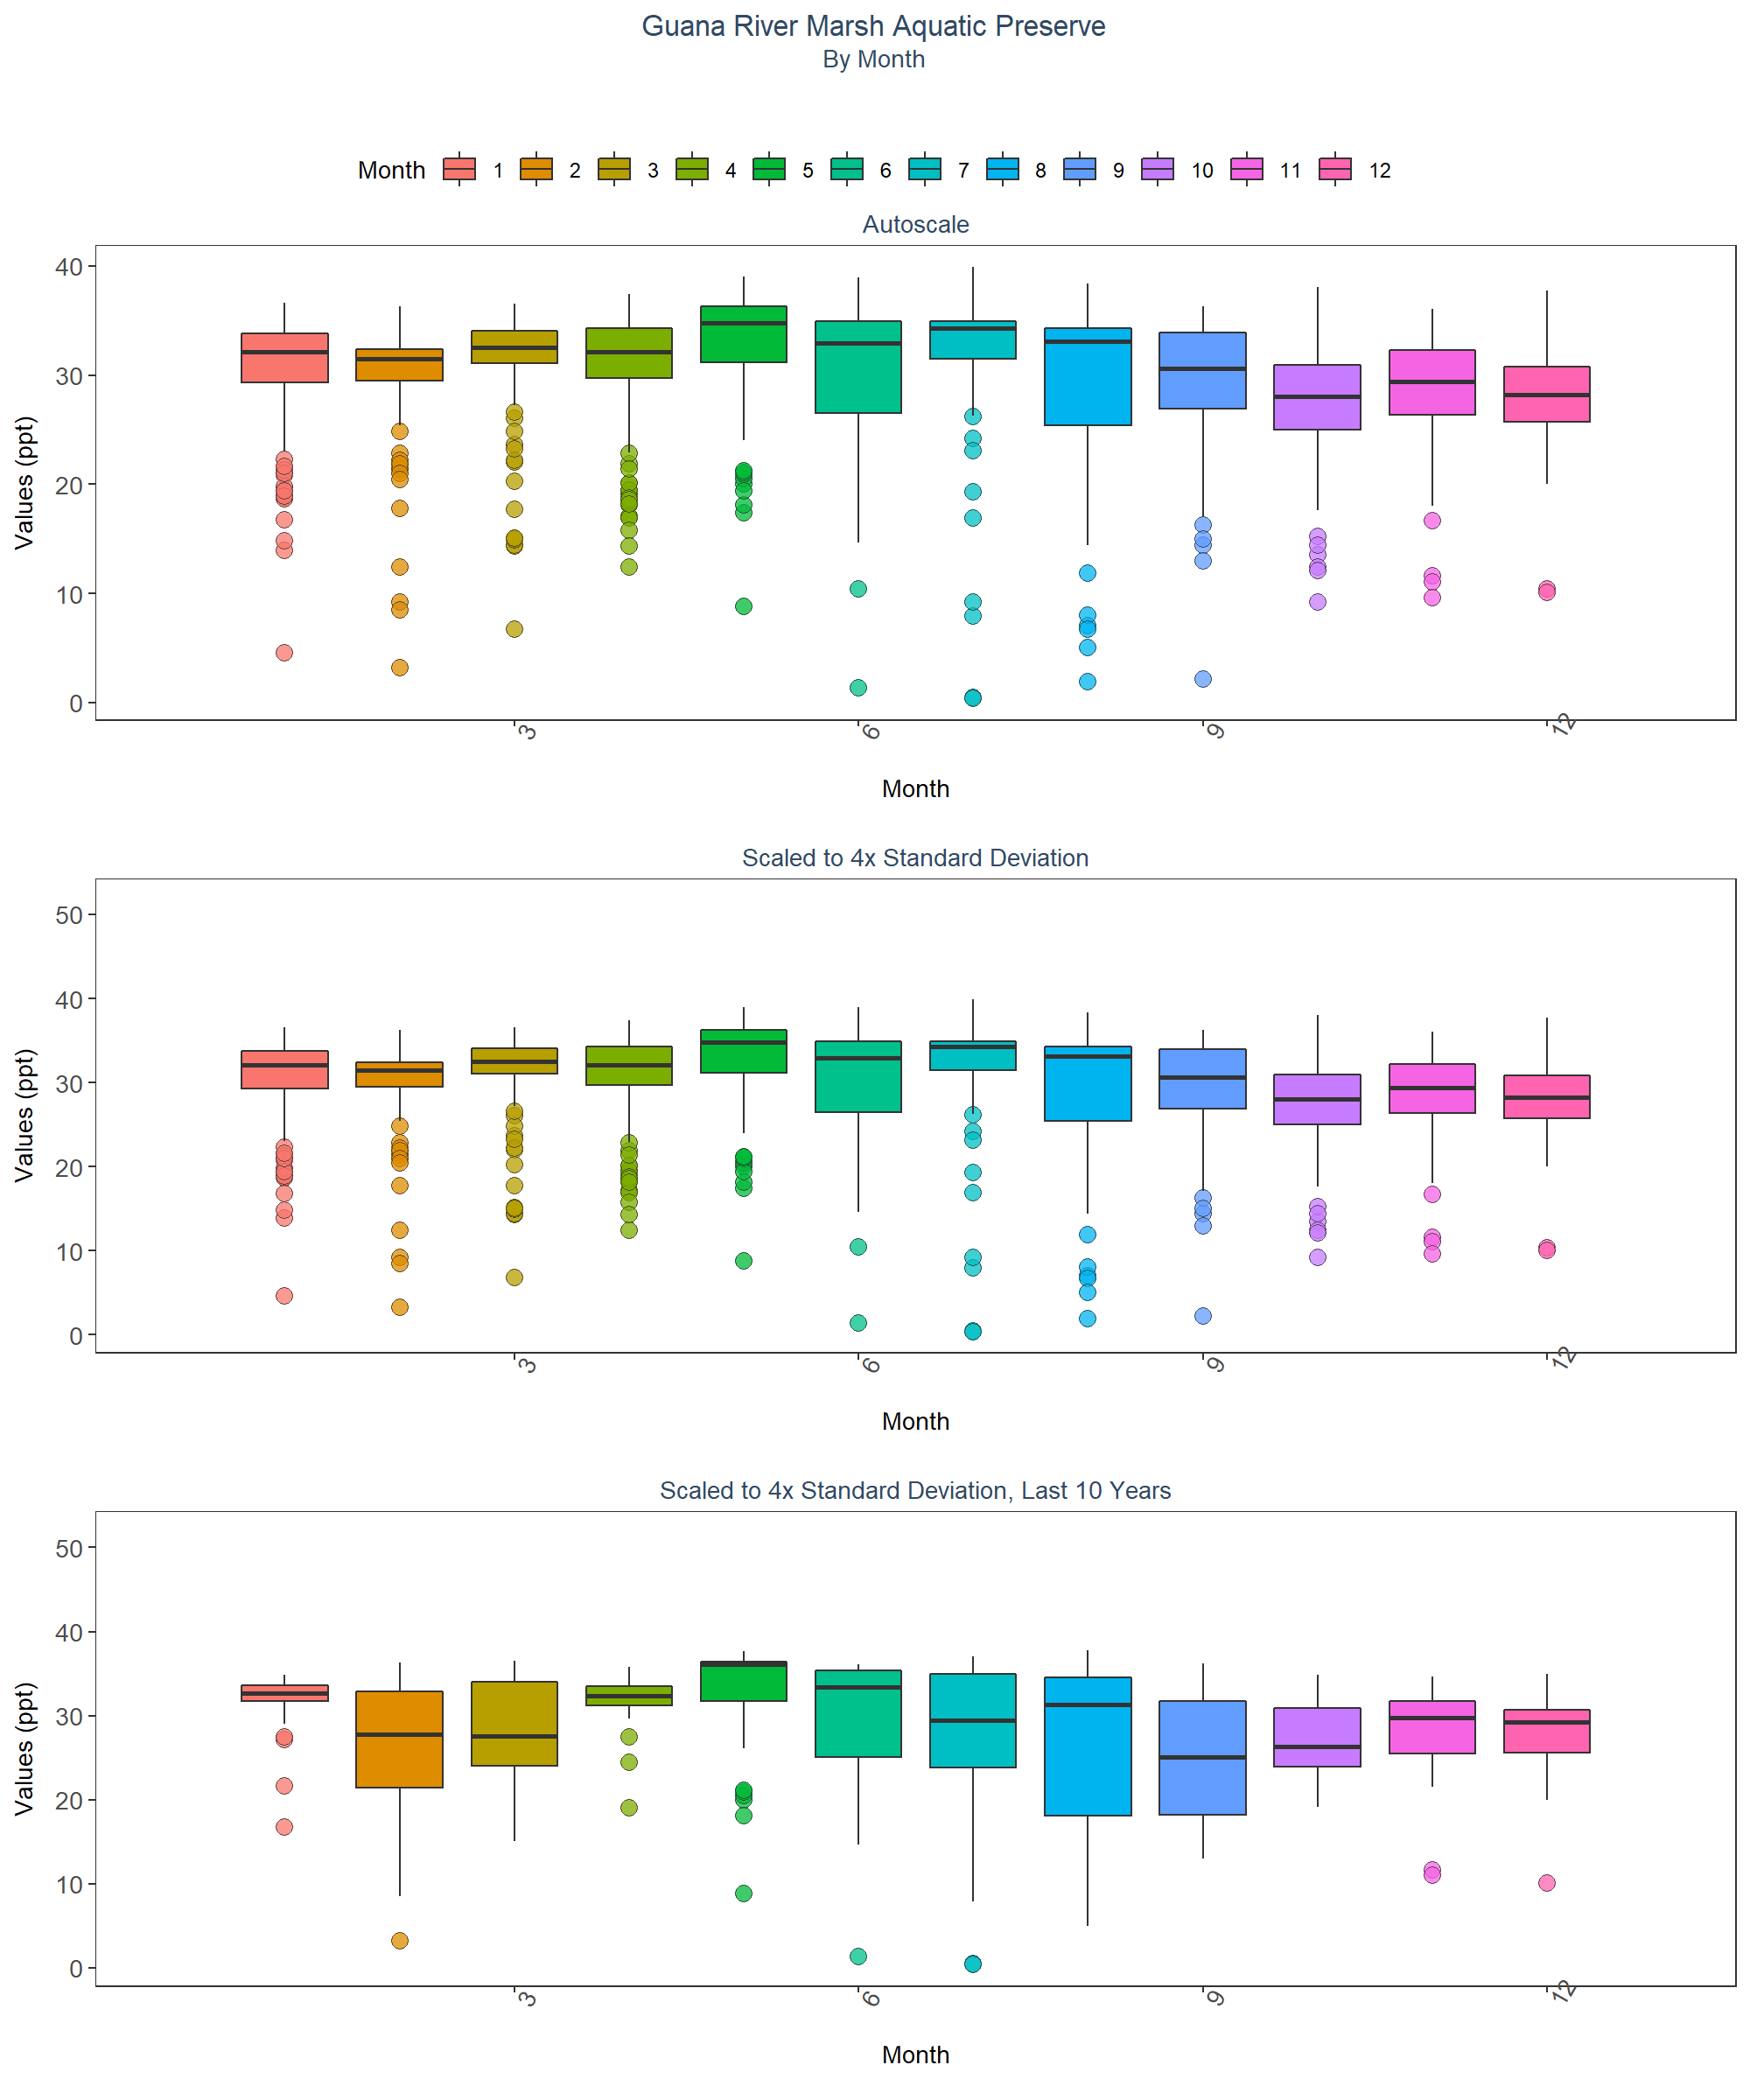 Guana River Marsh Aquatic Preserve
By Month
Month 1 2 3 4 5 6 7 8 9 10 11 12
Autoscale
Values (ppt)
40
30
20
10
0
3 6 9 12
Month
Scaled to 4x Standard Deviation
Values (ppt)
50
40
30
20
10
0
3 6 9 12
Month
Scaled to 4x Standard Deviation, Last 10 Years
Values (ppt)
50
40
30
20
10
0
3 6 9 12
Month